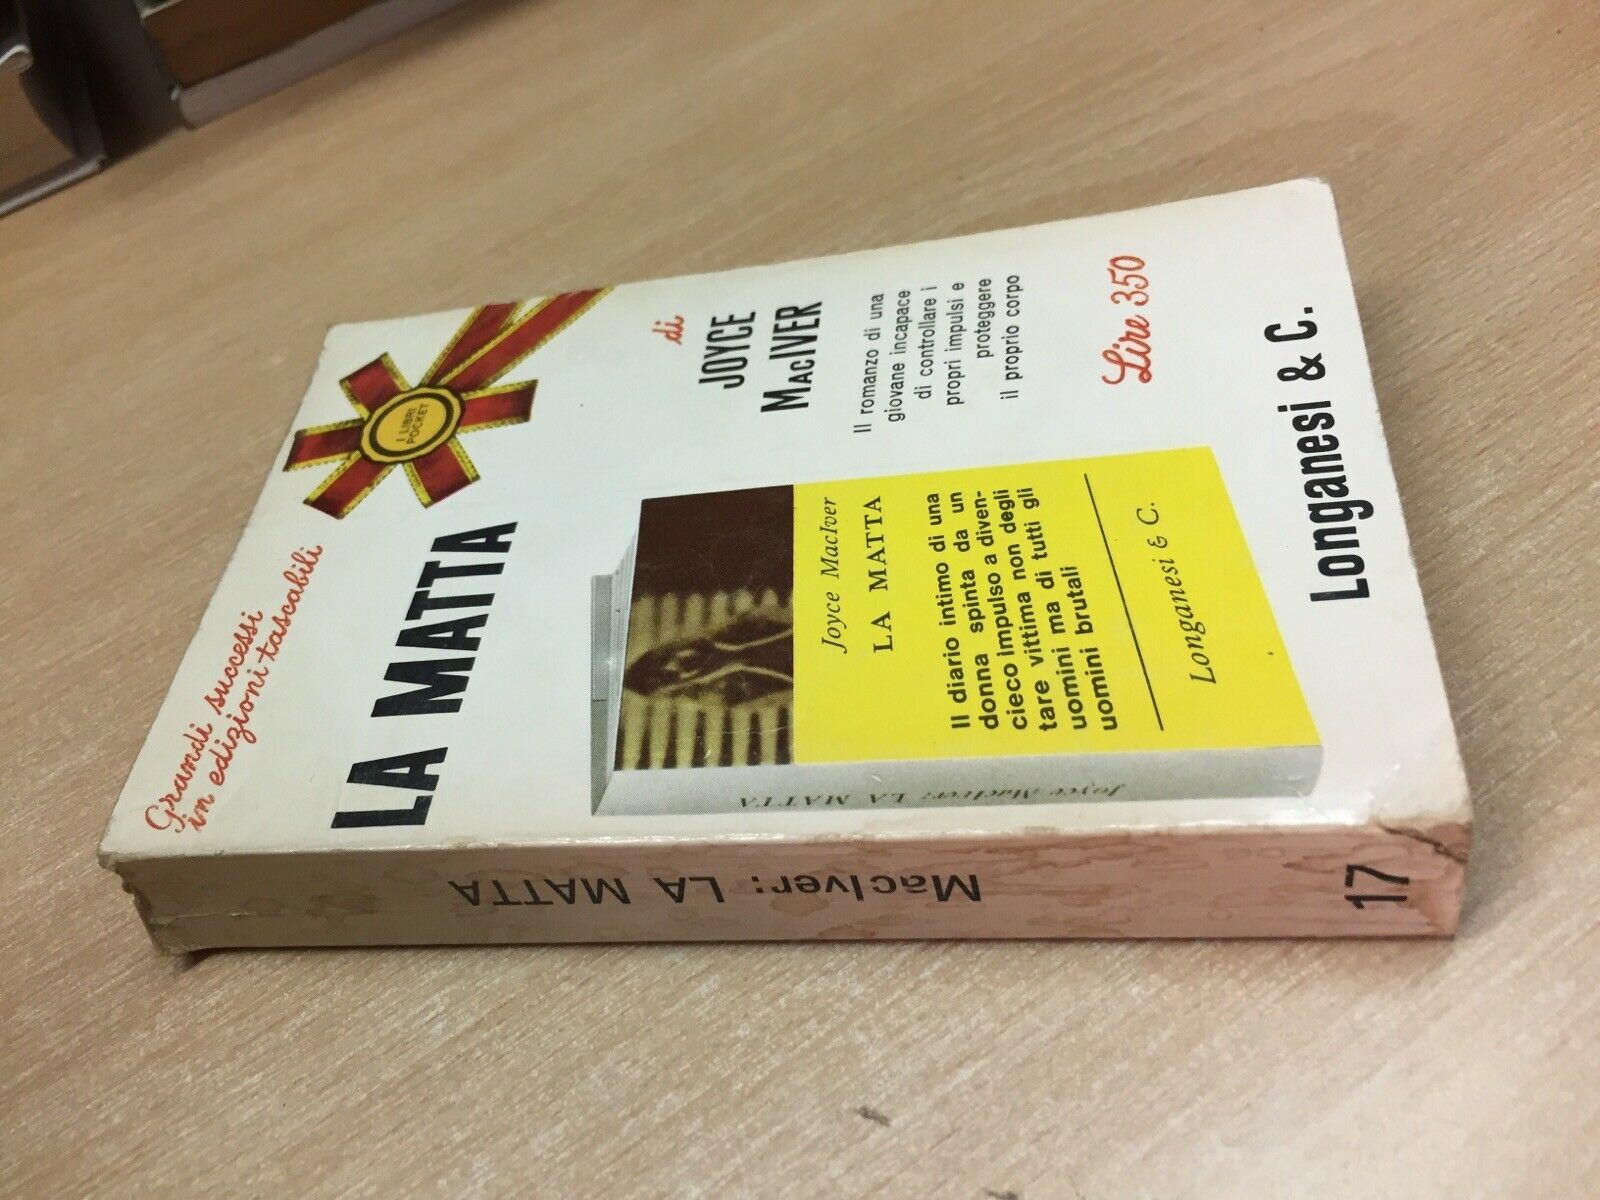 Grandi successi
in edizioni tascabili
I LIBRI
POCKET
LA MATTA
di
JOYCE
MACIVER
Il romanzo di una
giovane incapace
di controllare i
propri impulsi e
proteggere
il proprio corpo
Lire 350
Joyce MacIver
LA MATTA
Il diario intimo di una
donna spinta da un
cieco impulso a diven-
tare vittima non degli
uomini ma di tutti gli
uomini brutali
Longanesi & C.
Joyce MacIver: LA MATTA
Longanesi & C.
MacIver: LA MATTA
17